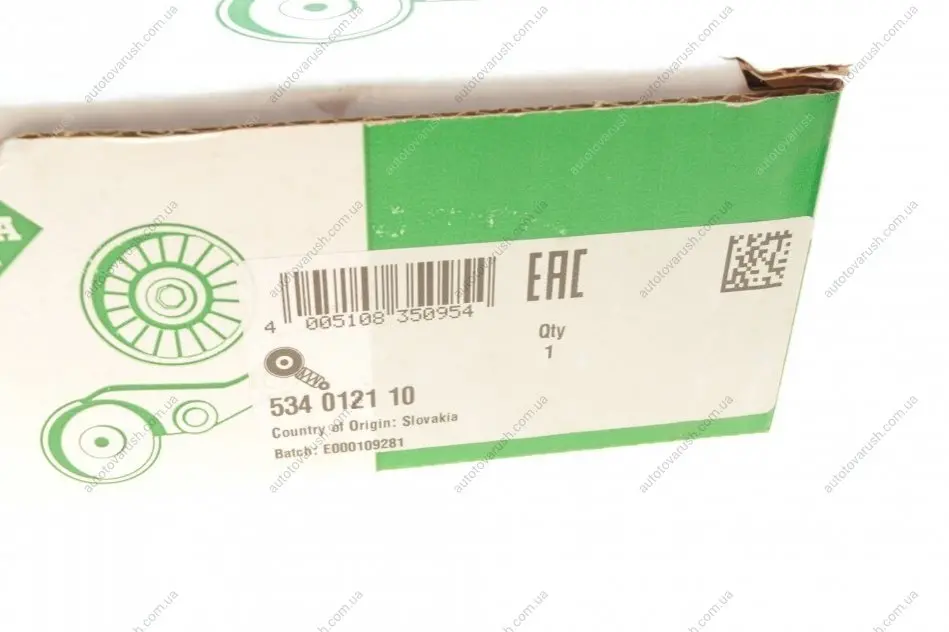 A
EAC
4 005108 350954
Qty
1
534 0121 10
Country of Origin: Slovakia
Batch: E000109281
autotovarush.com.ua